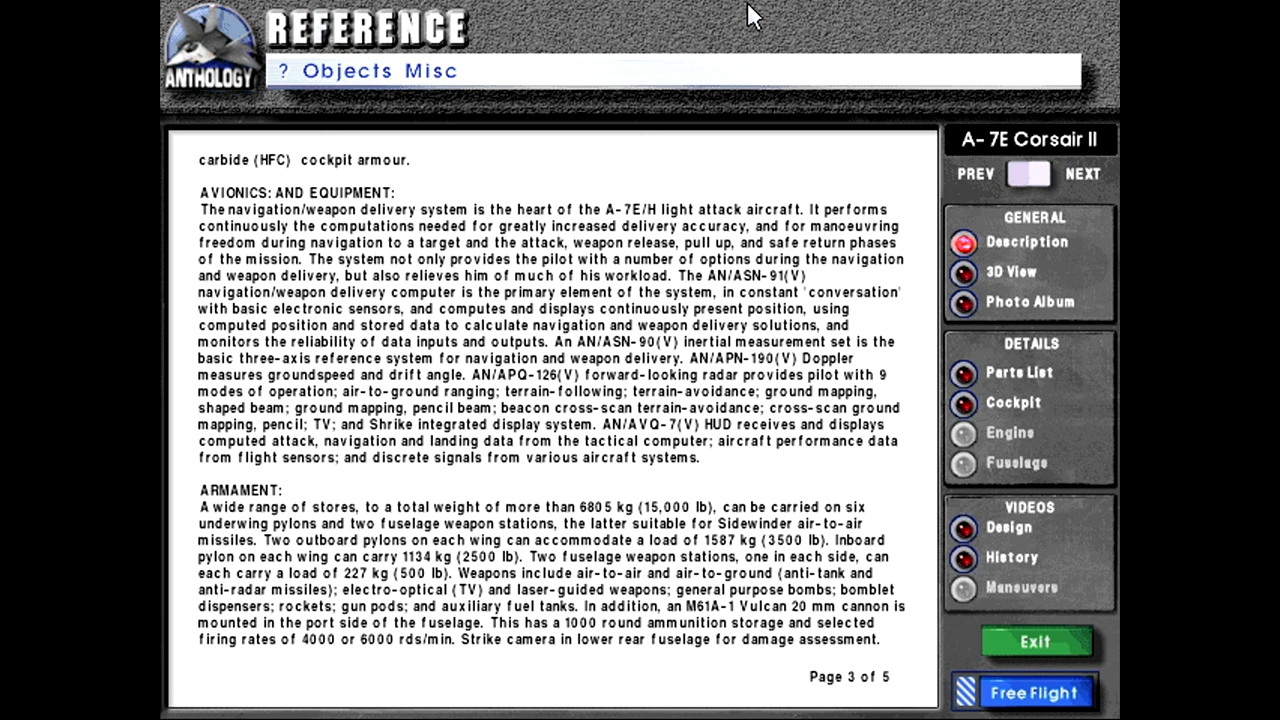 REFERENCE
ANTHOLOGY
? Objects Misc
carbide (HFC) cockpit armour.
AVIONICS: AND EQUIPMENT:
The navigation/weapon delivery system is the heart of the A-7E/H light attack aircraft. It performs
continuously the computations needed for greatly increased delivery accuracy, and for manoeuvring
freedom during navigation to a target and the attack, weapon release, pull up, and safe return phases
of the mission. The system not only provides the pilot with a number of options during the navigation
and weapon delivery, but also relieves him of much of his workload. The AN/ASN-91(V)
navigation/weapon delivery computer is the primary element of the system, in constant 'conversation'
with basic electronic sensors, and computes and displays continuously present position, using
computed position and stored data to calculate navigation and weapon delivery solutions, and
monitors the reliability of data inputs and outputs. An AN/ASN-90(V) inertial measurement set is the
basic three-axis reference system for navigation and weapon delivery. AN/APN-190(V) Doppler
measures groundspeed and drift angle. AN/APQ-126(V) forward-looking radar provides pilot with 9
modes of operation; air-to-ground ranging; terrain-following; terrain-avoidance; ground mapping,
shaped beam; ground mapping, pencil beam; beacon cross-scan terrain-avoidance; cross-scan ground
mapping, pencil; TV; and Shrike integrated display system. AN/AVQ-7(V) HUD receives and displays
computed attack, navigation and landing data from the tactical computer; aircraft performance data
from flight sensors; and discrete signals from various aircraft systems.
ARMAMENT:
A wide range of stores, to a total weight of more than 6805 kg (15,000 lb), can be carried on six
underwing pylons and two fuselage weapon stations, the latter suitable for Sidewinder air-to-air
missiles. Two outboard pylons on each wing can accommodate a load of 1587 kg (3500 lb). Inboard
pylon on each wing can carry 1134 kg (2500 lb). Two fuselage weapon stations, one in each side, can
each carry a load of 227 kg (500 lb). Weapons include air-to-air and air-to-ground (anti-tank and
anti-radar missiles); electro-optical (TV) and laser-guided weapons; general purpose bombs; bomblet
dispensers; rockets; gun pods; and auxiliary fuel tanks. In addition, an M61A-1 Vulcan 20 mm cannon is
mounted in the port side of the fuselage. This has a 1000 round ammunition storage and selected
firing rates of 4000 or 6000 rds/min. Strike camera in lower rear fuselage for damage assessment.
Page 3 of 5
A-7E Corsair II
PREV NEXT
GENERAL
Description
3D View
Photo Album
DETAILS
Parts List
Cockpit
Engine
Fuselage
VIDEOS
Design
History
Maneuvers
Exit
Free Flight